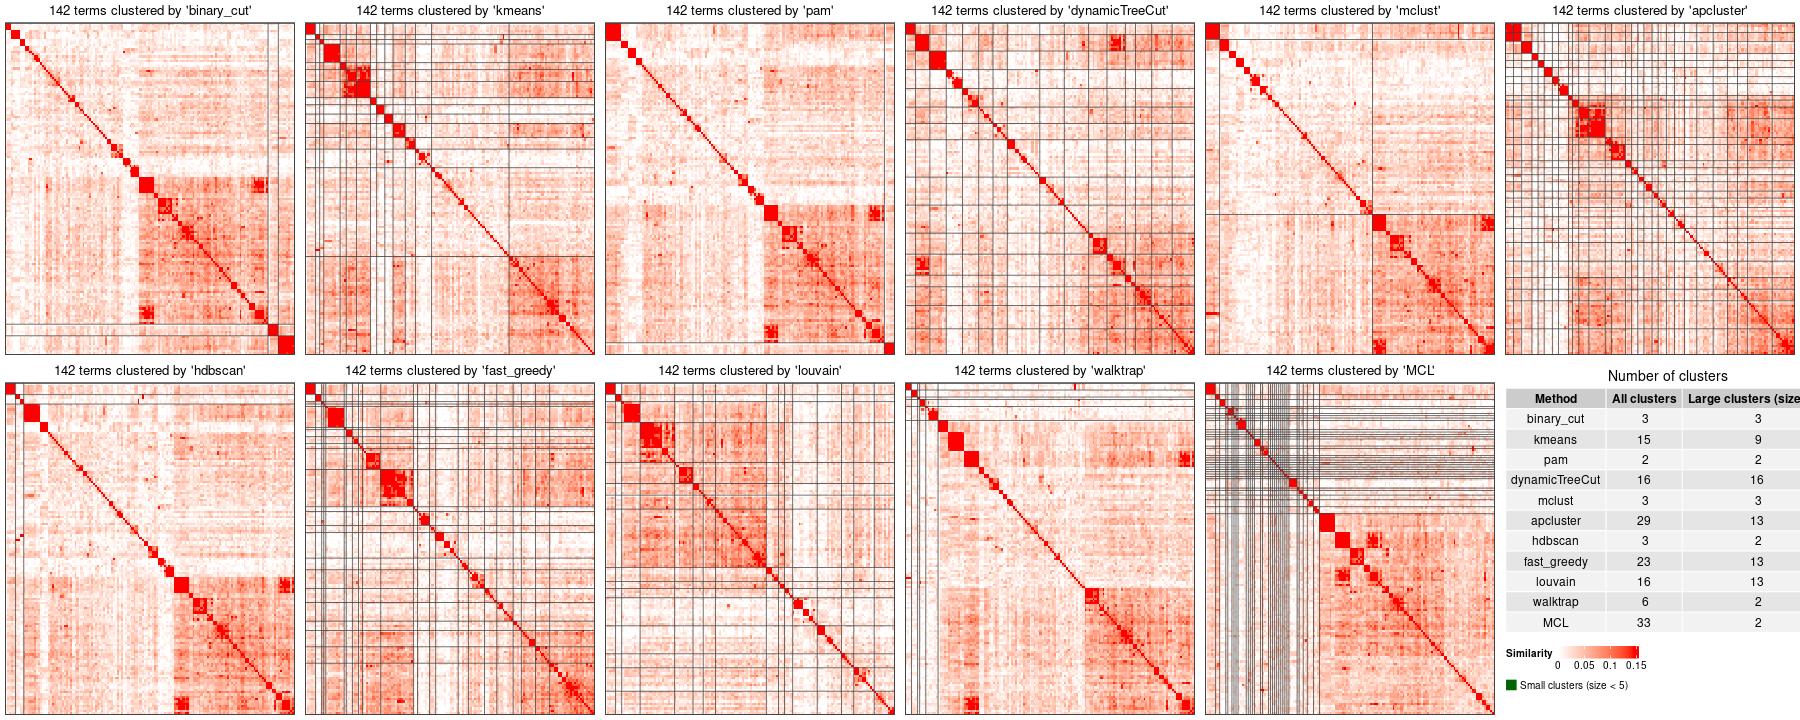 142 terms clustered by 'binary_cut'
142 terms clustered by 'kmeans'
142 terms clustered by 'pam'
142 terms clustered by 'dynamicTreeCut'
142 terms clustered by 'mclust'
142 terms clustered by 'apcluster'
142 terms clustered by 'hdbscan'
142 terms clustered by 'fast_greedy'
142 terms clustered by 'louvain'
142 terms clustered by 'walktrap'
142 terms clustered by 'MCL'
Number of clusters
Method All clusters Large clusters (size
binary_cut 3 3
kmeans 15 9
pam 2 2
dynamicTreeCut 16 16
mclust 3 3
apcluster 29 13
hdbscan 3 2
fast_greedy 23 13
louvain 16 13
walktrap 6 2
MCL 33 2
Similarity
0 0.05 0.1 0.15
Small clusters (size < 5)